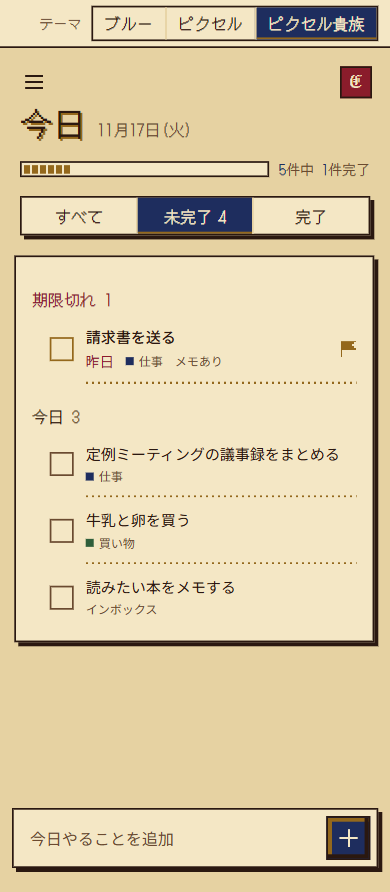 テーマ ブルー ピクセル ピクセル貴族
今日 11月17日(火)
5件中 1件完了
すべて 未完了 4 完了
期限切れ 1
請求書を送る
昨日 仕事 メモあり
今日 3
定例ミーティングの議事録をまとめる
仕事
牛乳と卵を買う
買い物
読みたい本をメモする
インボックス
今日やることを追加